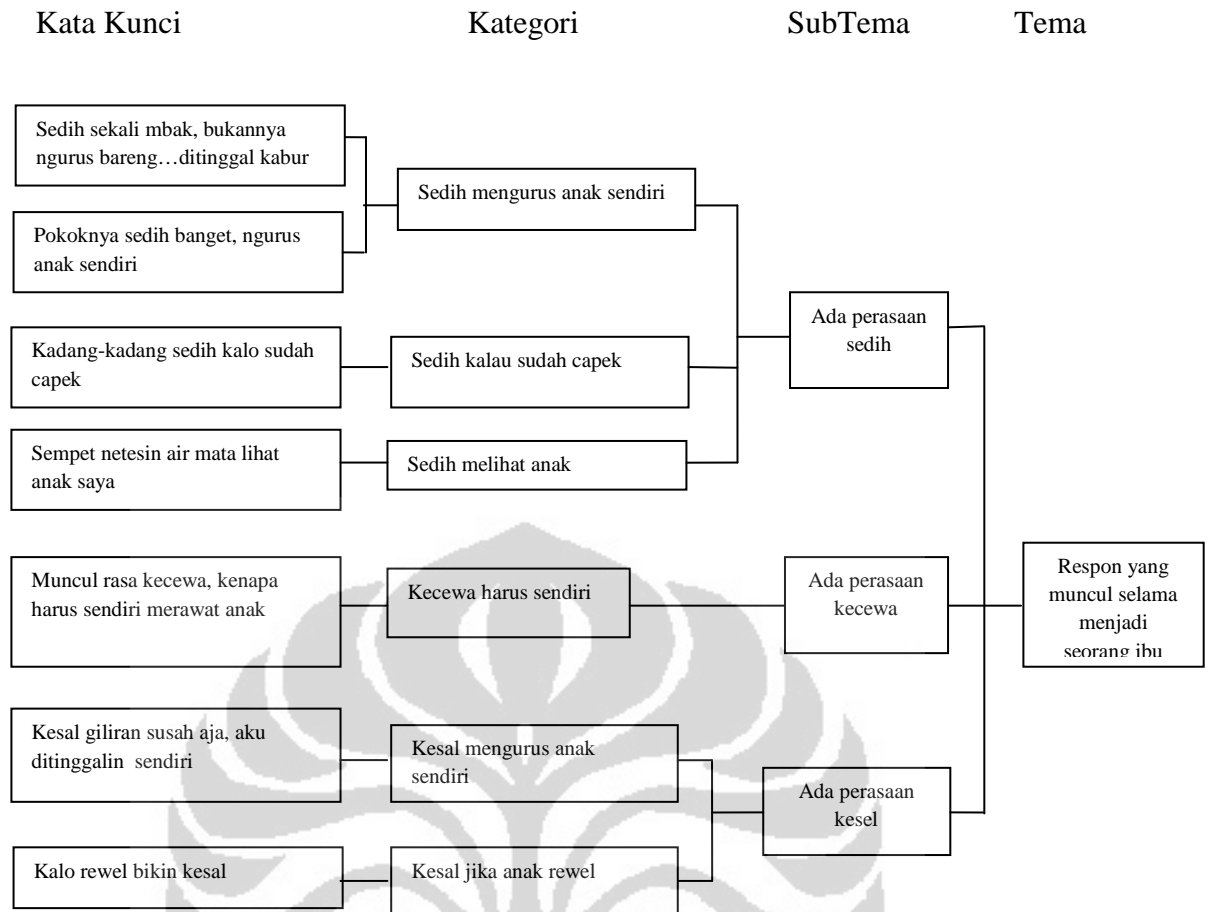 Kata Kunci Kategori SubTema Tema
Sedih sekali mbak, bukannya
ngurus bareng…ditinggal kabur
Pokoknya sedih banget, ngurus
anak sendiri
Kadang-kadang sedih kalo sudah
capek
Sempet netesin air mata lihat
anak saya
Muncul rasa kecewa, kenapa
harus sendiri merawat anak
Kesal giliran susah aja, aku
ditinggalin sendiri
Kalo rewel bikin kesal
Sedih mengurus anak sendiri
Sedih kalau sudah capek
Sedih melihat anak
Kecewa harus sendiri
Kesal mengurus anak
sendiri
Kesal jika anak rewel
Ada perasaan
sedih
Ada perasaan
kecewa
Ada perasaan
kesel
Respon yang
muncul selama
menjadi
seorang ibu